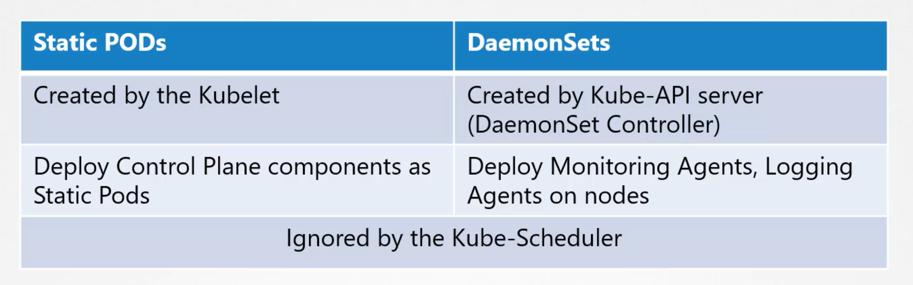 Static PODs
DaemonSets
Created by the Kubelet
Created by Kube-API server
(DaemonSet Controller)
Deploy Control Plane components as
Static Pods
Deploy Monitoring Agents, Logging
Agents on nodes
Ignored by the Kube-Scheduler